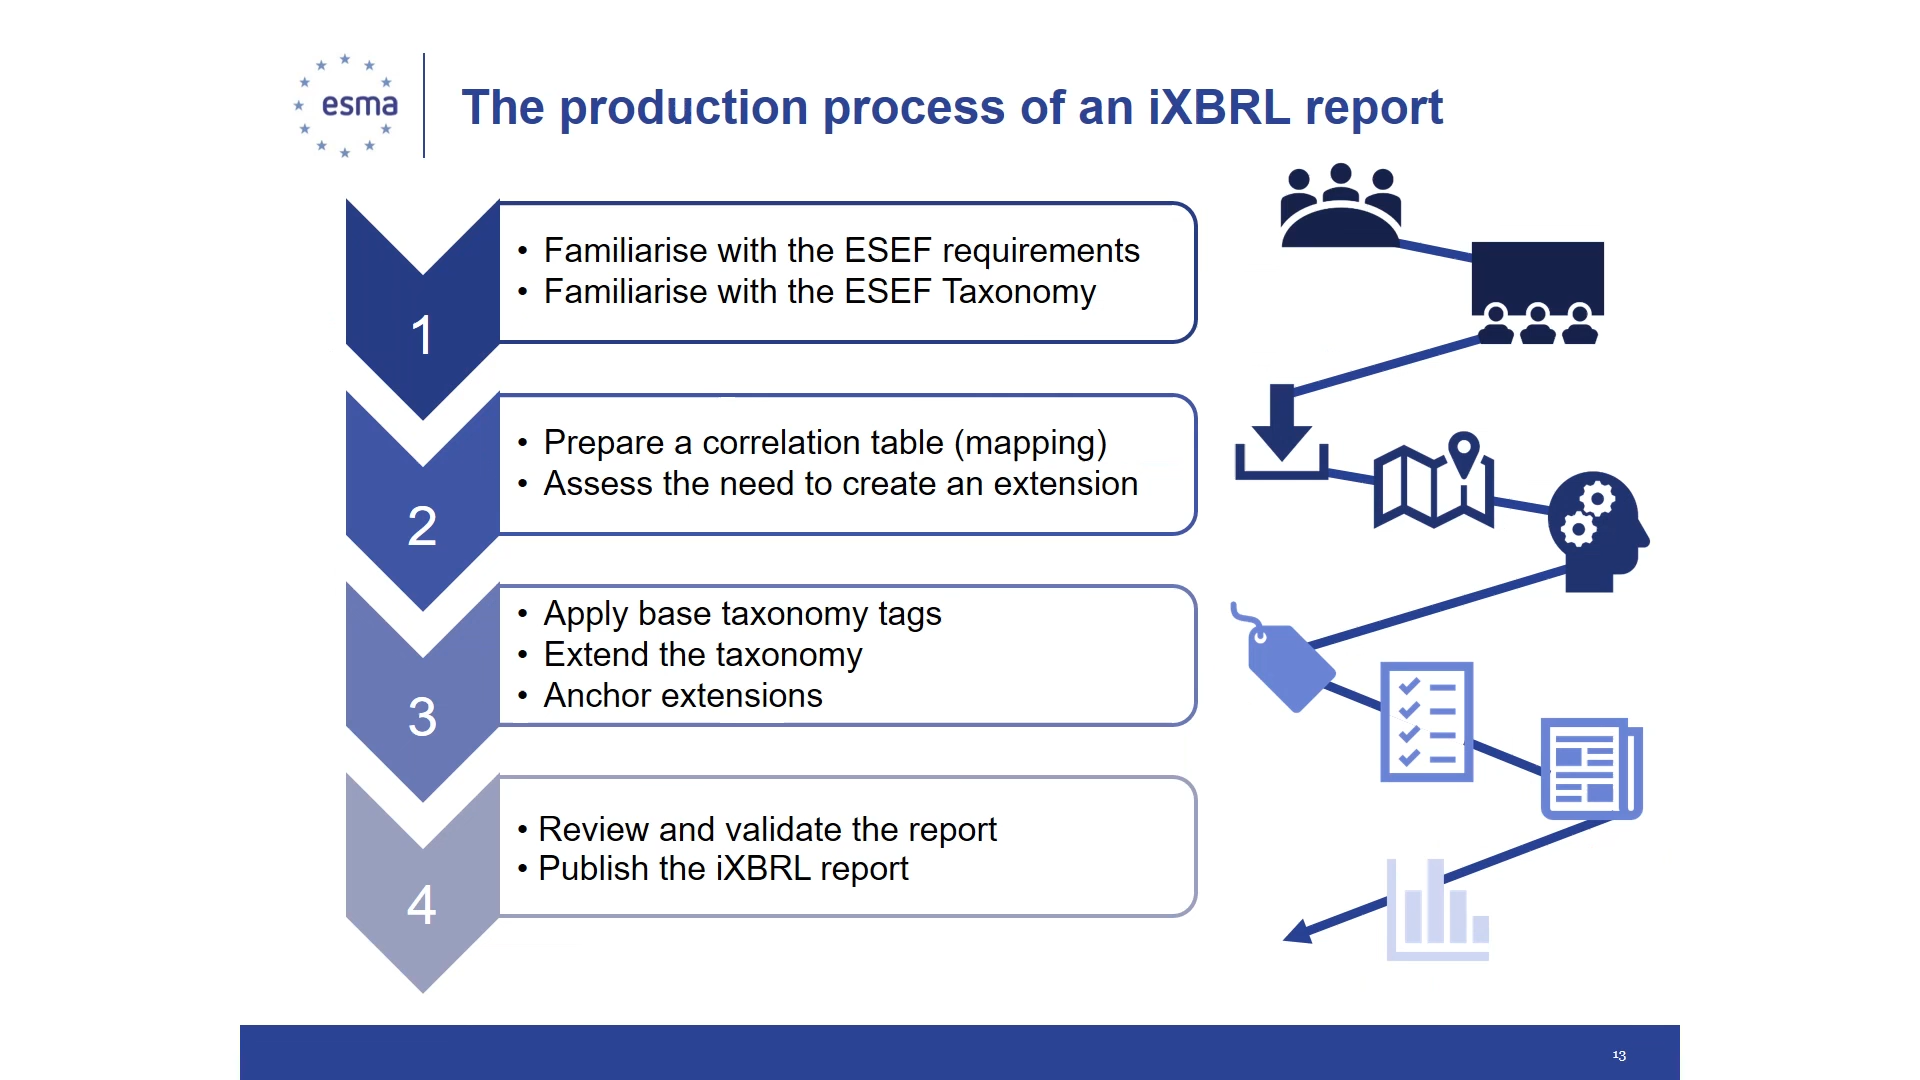 esma
The production process of an iXBRL report
1
• Familiarise with the ESEF requirements
• Familiarise with the ESEF Taxonomy
2
• Prepare a correlation table (mapping)
• Assess the need to create an extension
3
• Apply base taxonomy tags
• Extend the taxonomy
• Anchor extensions
4
• Review and validate the report
• Publish the iXBRL report
13